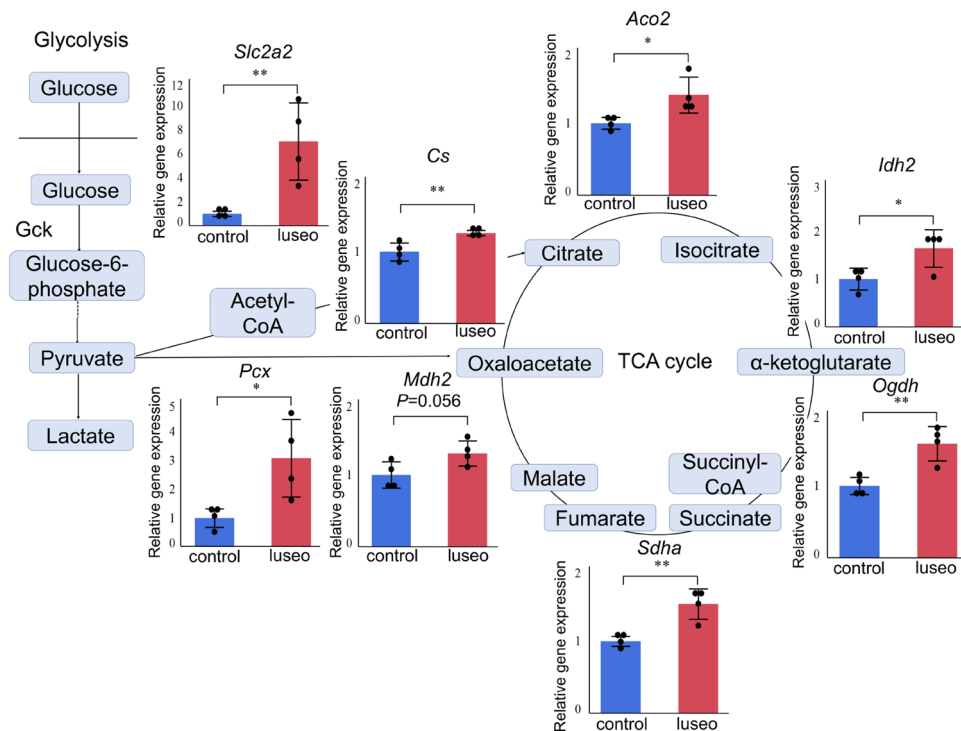 Glycolysis
Glucose
Glucose
Gck
Glucose-6-
phosphate
Pyruvate
Lactate
Acetyl-
CoA
Slc2a2
**
Relative gene expression
12
10
8
6
4
2
0
control luseo
Cs
**
Relative gene expression
2
1
0
control luseo
Aco2
*
Relative gene expression
2
1
0
control luseo
Idh2
*
Relative gene expression
3
2
1
0
control luseo
Citrate
Isocitrate
Oxaloacetate
TCA cycle
α-ketoglutarate
Malate
Fumarate
Succinate
Succinyl-
CoA
Pcx
*
Relative gene expression
5
4
3
2
1
0
control luseo
Mdh2
P=0.056
Relative gene expression
2
1
0
control luseo
Ogdh
**
Relative gene expression
2
1
0
control luseo
Sdha
**
Relative gene expression
2
1
0
control luseo